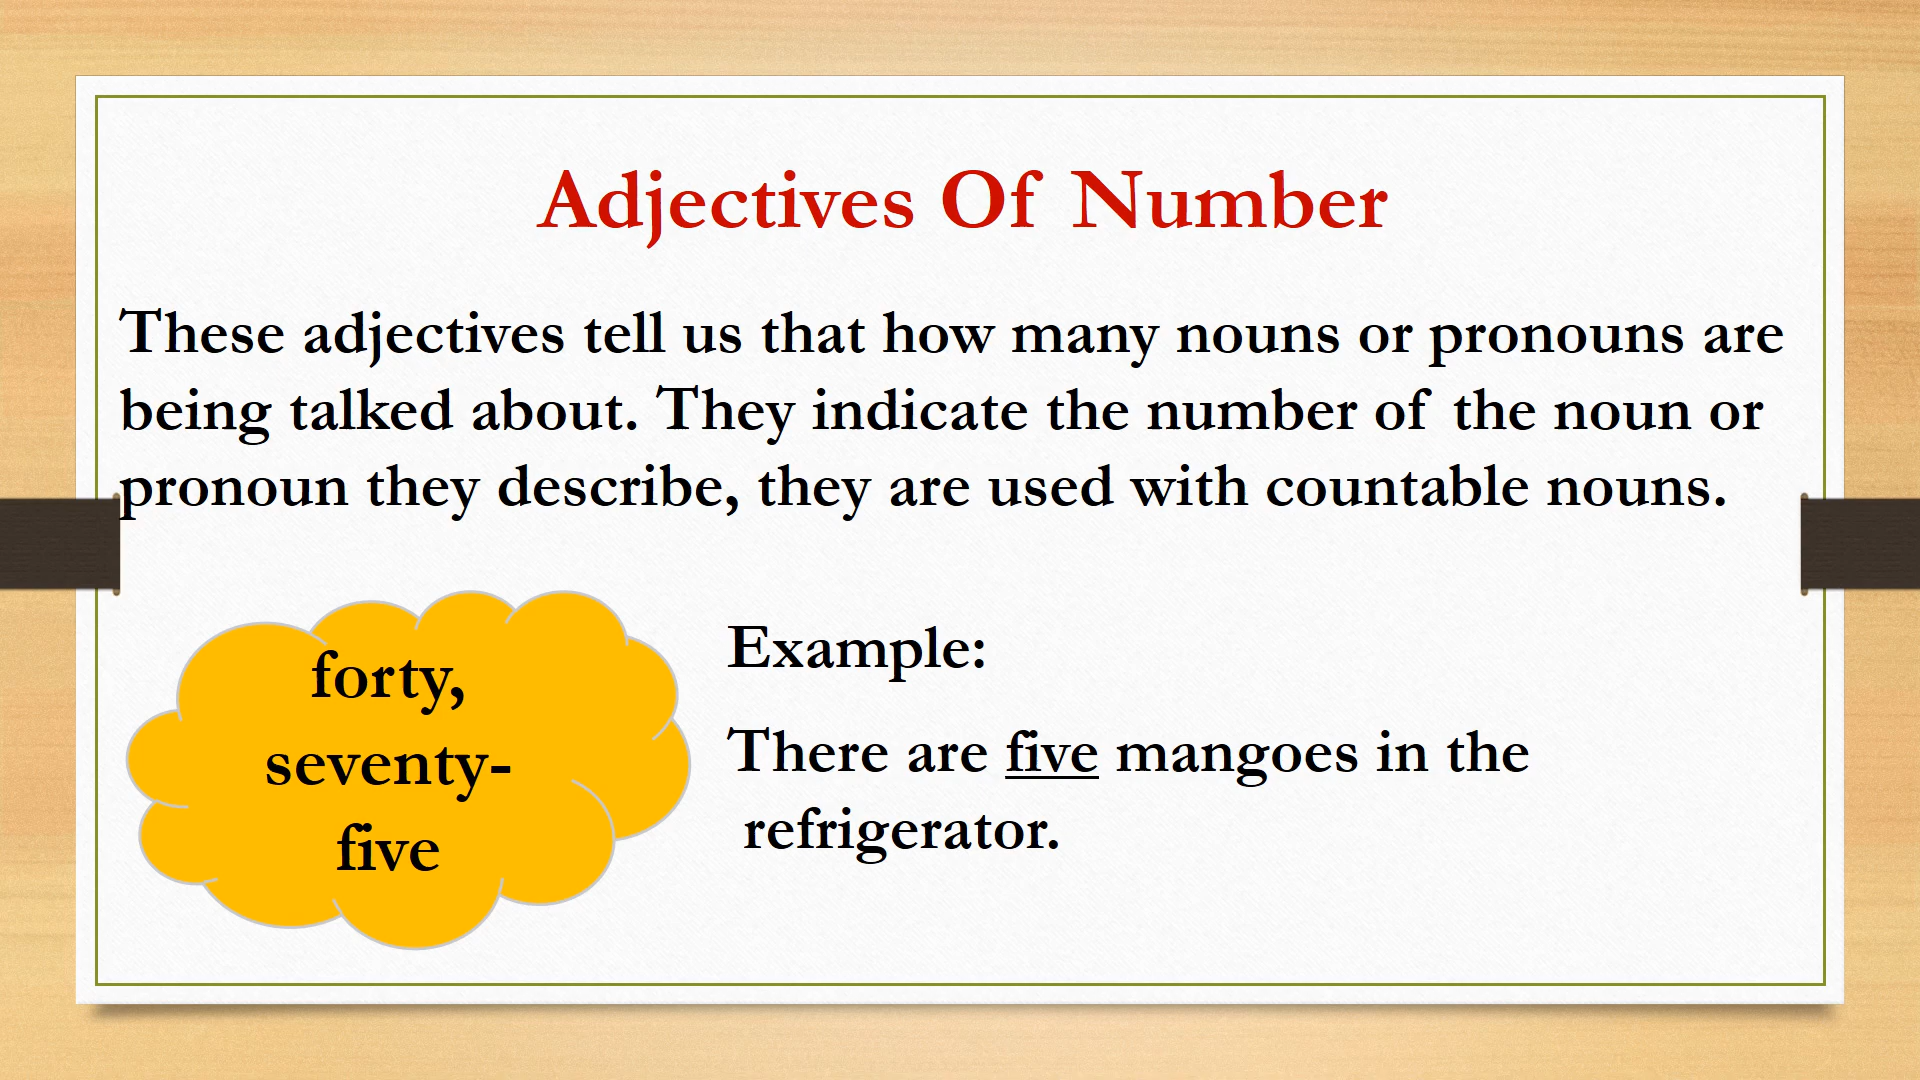 Adjectives Of Number
These adjectives tell us that how many nouns or pronouns are
being talked about. They indicate the number of the noun or
pronoun they describe, they are used with countable nouns.
forty,
seventy-
five
Example:
There are five mangoes in the
refrigerator.